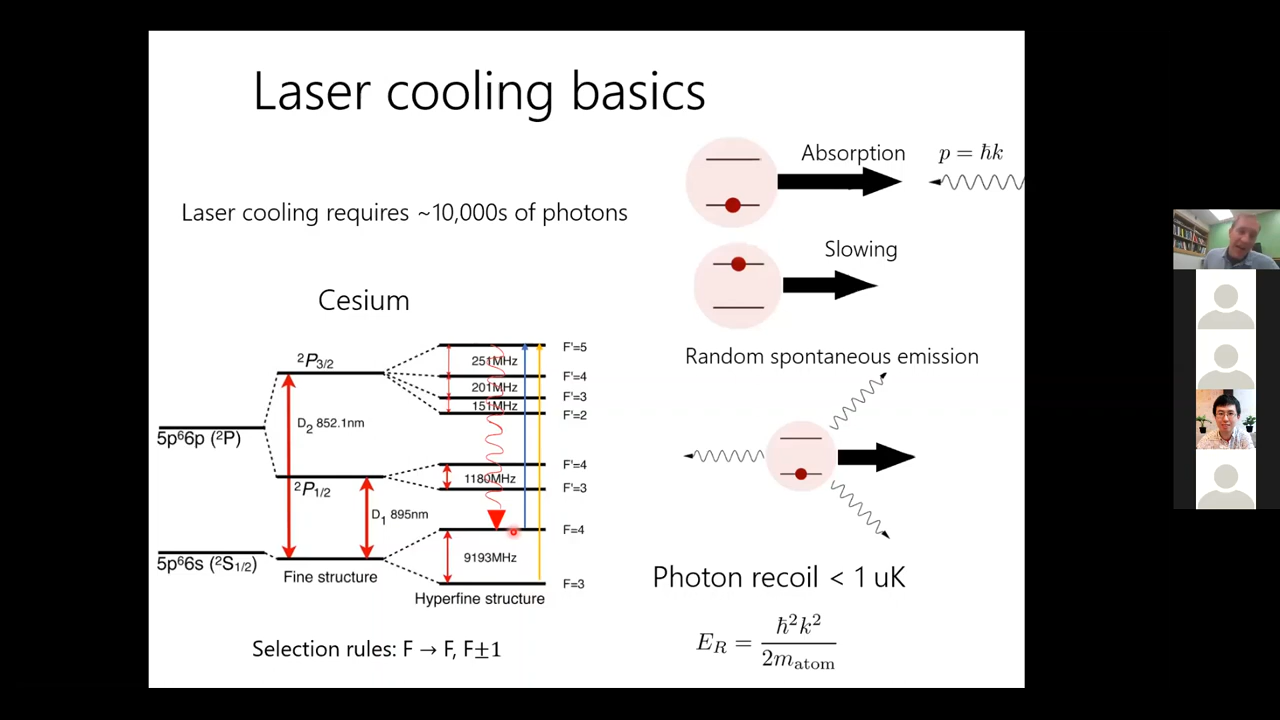 Laser cooling basics
Absorption
p = ħk
Laser cooling requires ~10,000s of photons
Slowing
Cesium
Random spontaneous emission
²P3/2
F'=5
251MHz
F'=4
201MHz
F'=3
151MHz
F'=2
D2 852.1nm
5p⁶6p (²P)
F'=4
1180MHz
F'=3
²P1/2
D1 895nm
F=4
9193MHz
5p⁶6s (²S1/2)
Fine structure
F=3
Hyperfine structure
Photon recoil < 1 uK
E_R = ħ²k² / 2m_atom
Selection rules: F → F, F±1